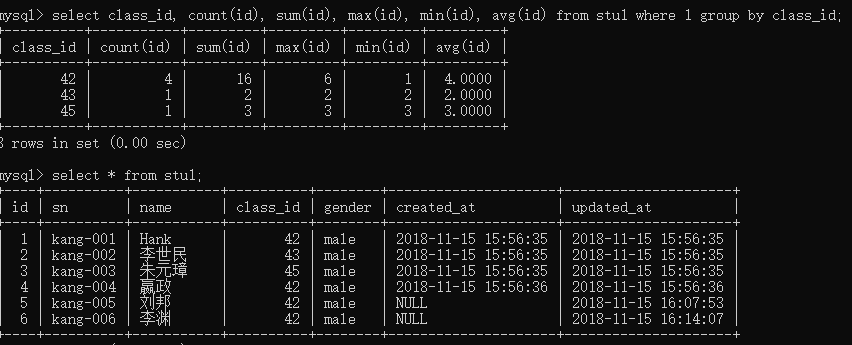 mysql> select class_id, count(id), sum(id), max(id), min(id), avg(id) from stu1 where 1 group by class_id;
+----------+-----------+---------+---------+---------+---------+
| class_id | count(id) | sum(id) | max(id) | min(id) | avg(id) |
+----------+-----------+---------+---------+---------+---------+
| 42 | 4 | 16 | 6 | 1 | 4.0000 |
| 43 | 1 | 2 | 2 | 2 | 2.0000 |
| 45 | 1 | 3 | 3 | 3 | 3.0000 |
+----------+-----------+---------+---------+---------+---------+
3 rows in set (0.00 sec)
mysql> select * from stu1;
+----+----------+--------+----------+--------+---------------------+---------------------+
| id | sn | name | class_id | gender | created_at | updated_at |
+----+----------+--------+----------+--------+---------------------+---------------------+
| 1 | kang-001 | Hank | 42 | male | 2018-11-15 15:56:35 | 2018-11-15 15:56:35 |
| 2 | kang-002 | 李世民 | 43 | male | 2018-11-15 15:56:35 | 2018-11-15 15:56:35 |
| 3 | kang-003 | 朱元璋 | 45 | male | 2018-11-15 15:56:35 | 2018-11-15 15:56:35 |
| 4 | kang-004 | 嬴政 | 42 | male | 2018-11-15 15:56:36 | 2018-11-15 15:56:36 |
| 5 | kang-005 | 刘邦 | 42 | male | NULL | 2018-11-15 16:07:53 |
| 6 | kang-006 | 李渊 | 42 | male | NULL | 2018-11-15 16:14:07 |
+----+----------+--------+----------+--------+---------------------+---------------------+